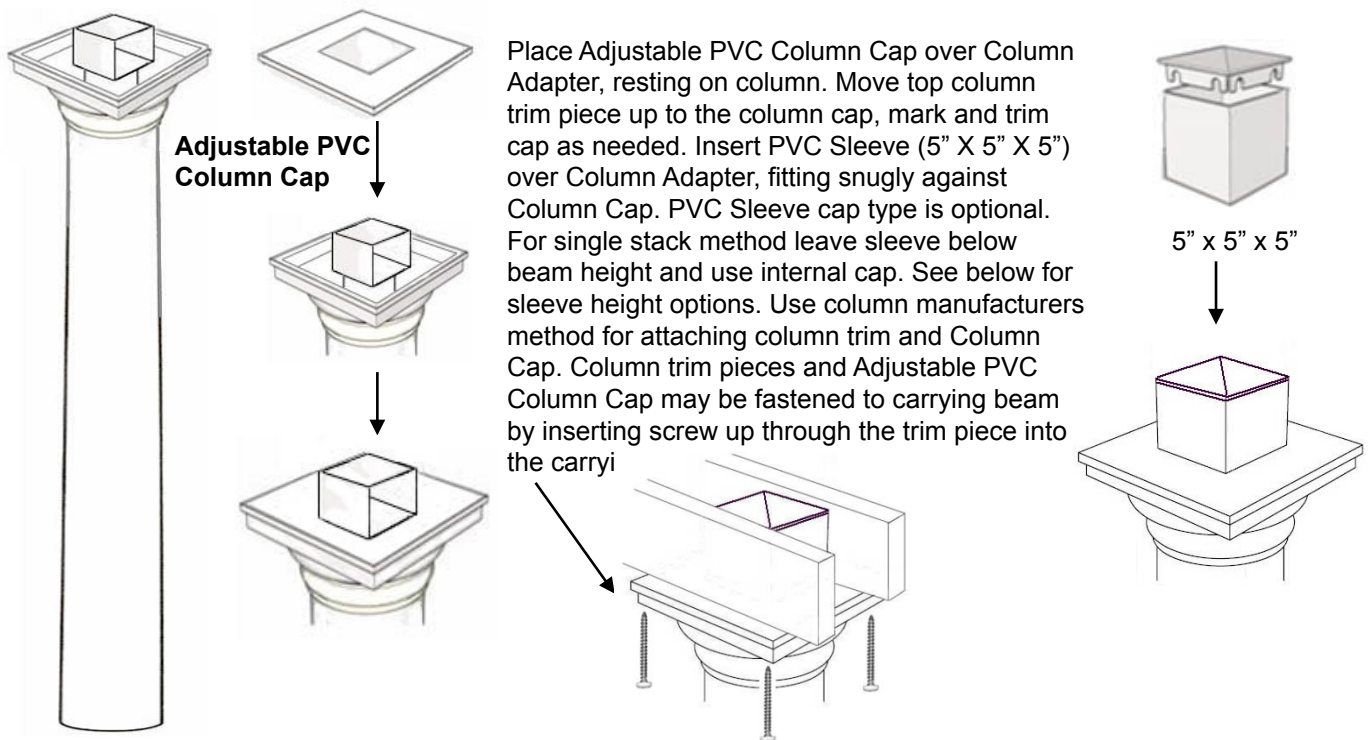 Adjustable PVC
Column Cap
Place Adjustable PVC Column Cap over Column
Adapter, resting on column. Move top column
trim piece up to the column cap, mark and trim
cap as needed. Insert PVC Sleeve (5” X 5” X 5”)
over Column Adapter, fitting snugly against
Column Cap. PVC Sleeve cap type is optional.
For single stack method leave sleeve below
beam height and use internal cap. See below for
sleeve height options. Use column manufacturers
method for attaching column trim and Column
Cap. Column trim pieces and Adjustable PVC
Column Cap may be fastened to carrying beam
by inserting screw up through the trim piece into
the carryi
5” x 5” x 5”